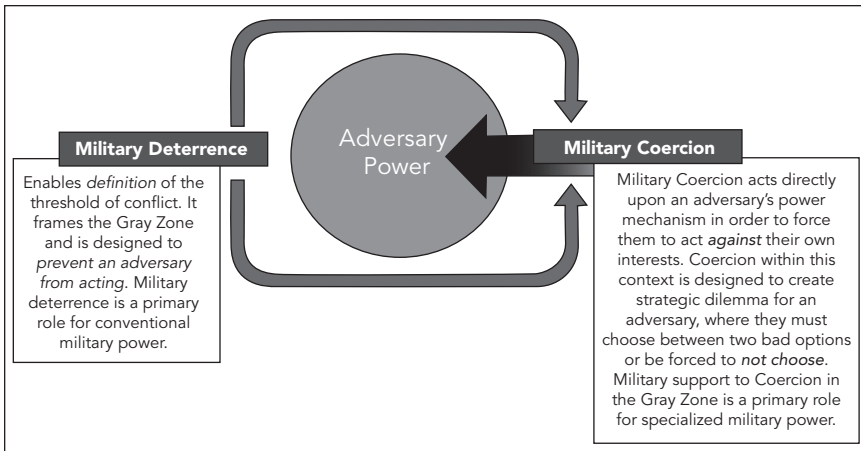 Adversary
Power
Military Deterrence
Enables definition of the
threshold of conflict. It
frames the Gray Zone
and is designed to
prevent an adversary
from acting. Military
deterrence is a primary
role for conventional
military power.
Military Coercion
Military Coercion acts directly
upon an adversary’s power
mechanism in order to force
them to act against their own
interests. Coercion within this
context is designed to create
strategic dilemma for an
adversary, where they must
choose between two bad options
or be forced to not choose.
Military support to Coercion in
the Gray Zone is a primary role
for specialized military power.